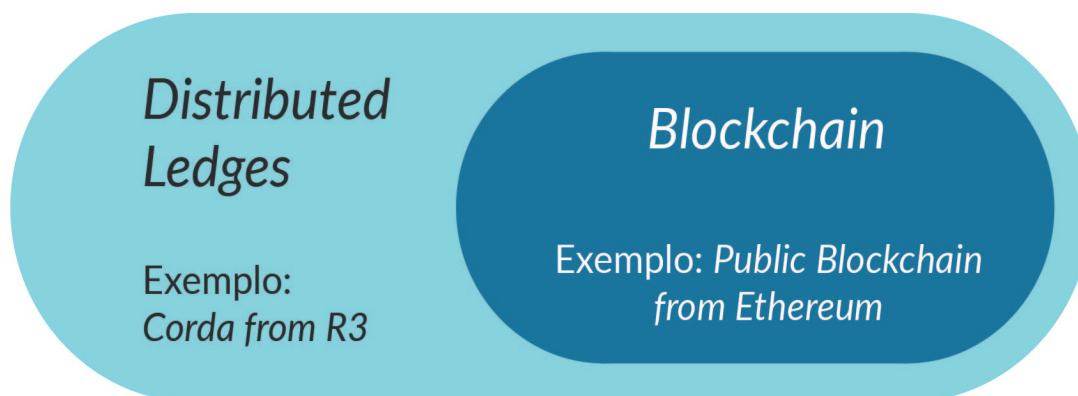 Distributed
Ledges
Exemplo:
Corda from R3
Blockchain
Exemplo: Public Blockchain
from Ethereum